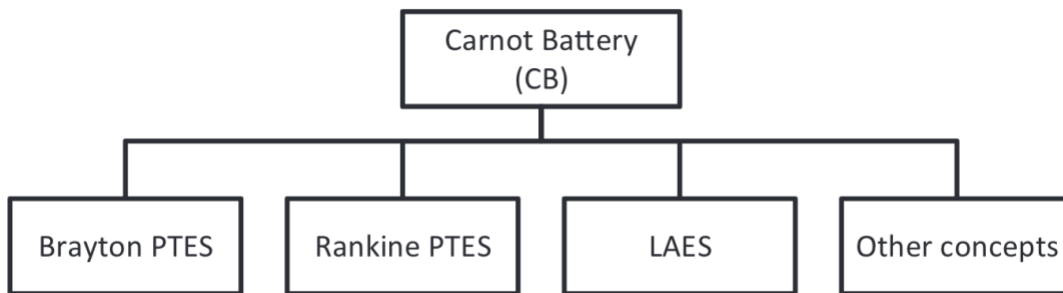 Carnot Battery
(CB)
Brayton PTES
Rankine PTES
LAES
Other concepts